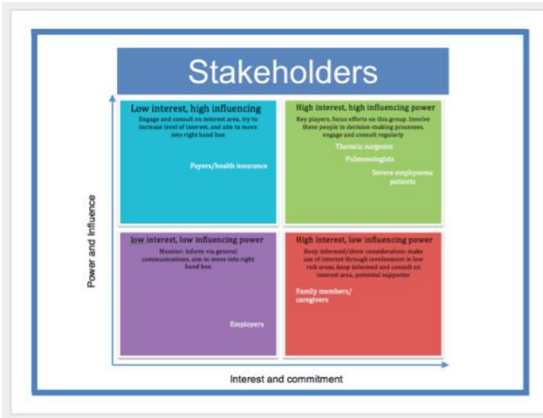 Stakeholders
Low interest, high influencing
Engage and consult on interest area, try to
increase level of interest, and aim to move
into right hand box
Payers/health insurance
High interest, high influencing power
Key players, focus efforts on this group. Involve
those people in decision-making processes,
engage and consult regularly
Thoracic surgeons
Pulmonologists
Severe emphysema
patients
low interest, low influencing power
Monitor: inform via general
communications, aim to move into right
hand box
Employers
High interest, low influencing power
Keep informed/show consideration: make
use of interest through involvement in low
risk areas, keep informed and consult on
interest area, potential supporter
Family members/
caregivers
Power and Influence
Interest and commitment